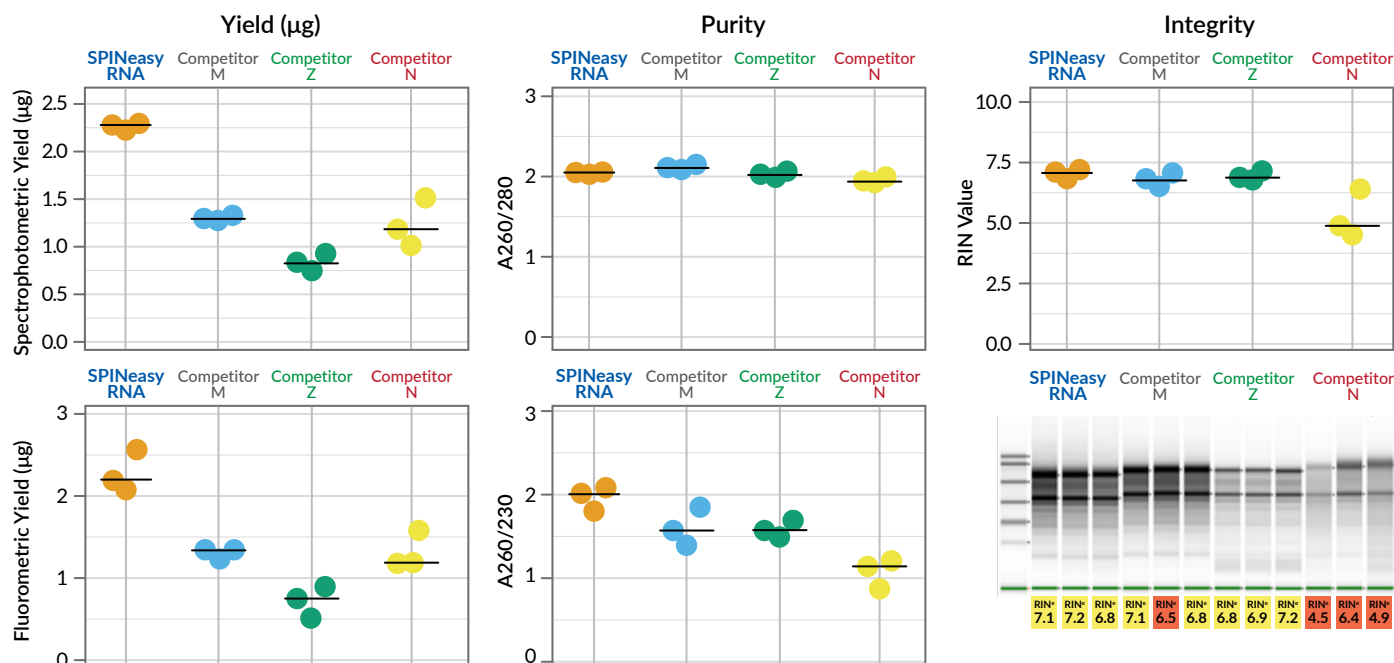 Yield (µg)
Purity
Integrity
SPINeasy RNA
Competitor M
Competitor Z
Competitor N
SPINeasy RNA
Competitor M
Competitor Z
Competitor N
SPINeasy RNA
Competitor M
Competitor Z
Competitor N
Spectrophotometric Yield (µg)
2.5
2.0
1.5
1.0
0.5
0.0
A260/280
3
2
1
0
RIN Value
10.0
7.5
5.0
2.5
0.0
SPINeasy RNA
Competitor M
Competitor Z
Competitor N
SPINeasy RNA
Competitor M
Competitor Z
Competitor N
SPINeasy RNA
Competitor M
Competitor Z
Competitor N
Fluorometric Yield (µg)
3
2
1
0
A260/230
3
2
1
0
RINᵉ RINᵉ RINᵉ RINᵉ RINᵉ RINᵉ RINᵉ RINᵉ RINᵉ RINᵉ RINᵉ RINᵉ
7.1 7.2 6.8 7.1 6.5 6.8 6.8 6.9 7.2 4.5 6.4 4.9